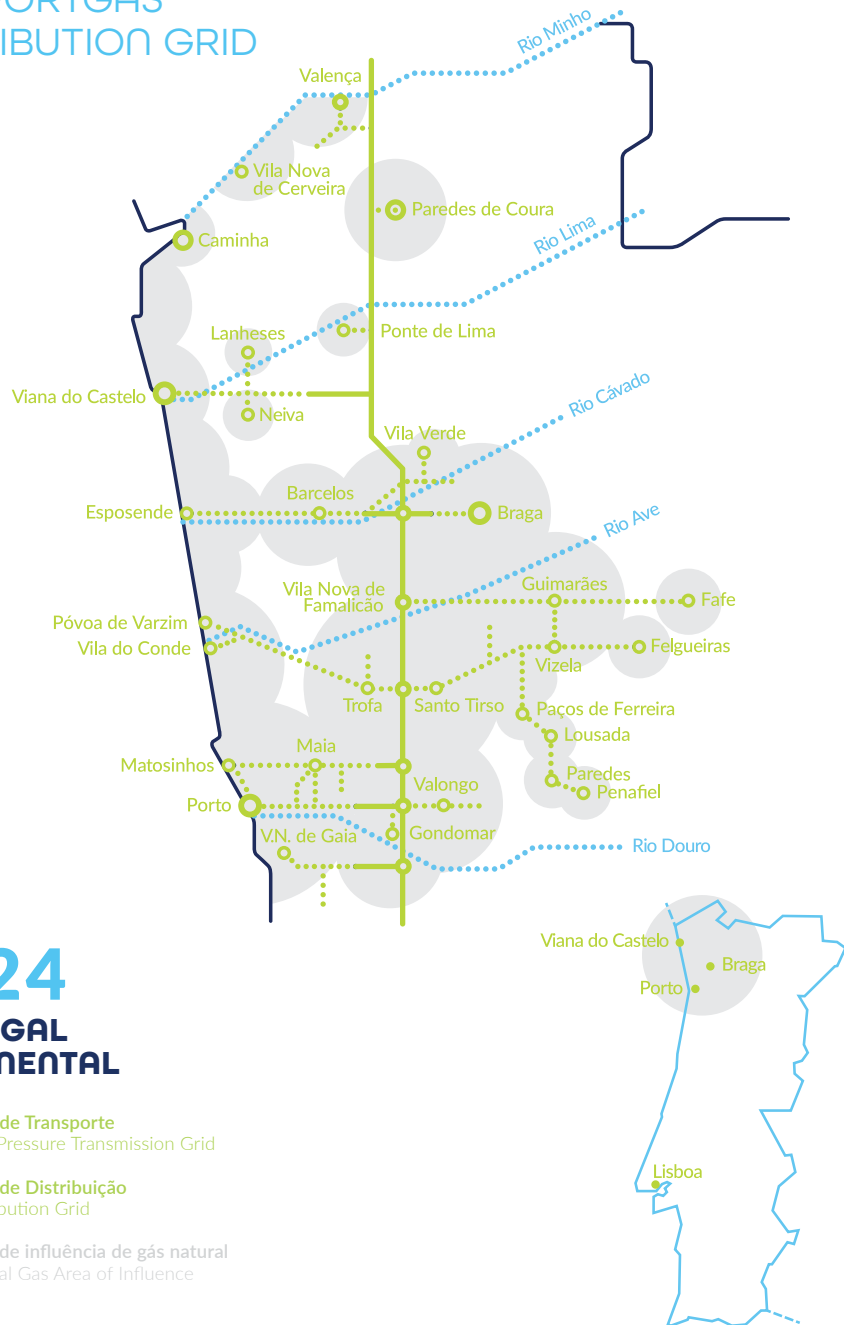 ORTGÁS
IBUTION GRID
Rio Minho
Valença
Vila Nova
de Cerveira
Paredes de Coura
Rio Lima
Caminha
Lanheses
Ponte de Lima
Viana do Castelo
Neiva
Rio Cávado
Vila Verde
Barcelos
Esposende
Braga
Rio Ave
Vila Nova de
Famalicão
Guimarães
Fafe
Póvoa de Varzim
Vila do Conde
Felgueiras
Vizela
Trofa
Santo Tirso
Paços de Ferreira
Lousada
Maia
Matosinhos
Paredes
Valongo
Penafiel
Porto
V.N. de Gaia
Gondomar
Rio Douro
24
GAL
NENTAL
Viana do Castelo
Braga
Porto
Lisboa
de Transporte
Pressure Transmission Grid
de Distribuição
bution Grid
de influência de gás natural
al Gas Area of Influence